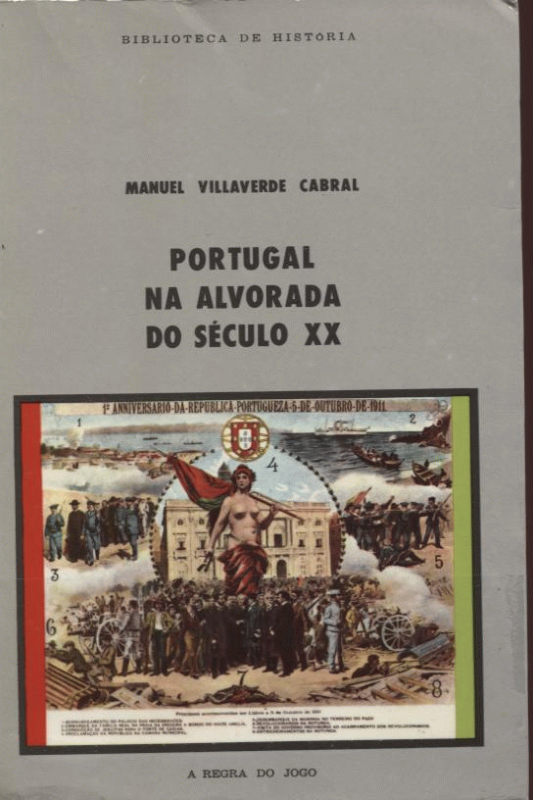 BIBLIOTECA DE HISTÓRIA
MANUEL VILLAVERDE CABRAL
PORTUGAL
NA ALVORADA
DO SÉCULO XX
1º ANNIVERSARIO-DA-REPUBLICA-PORTUGUEZA-5-DE-OUTUBRO-DE-1911.
1
2
4
3
5
6
7
8
A REGRA DO JOGO